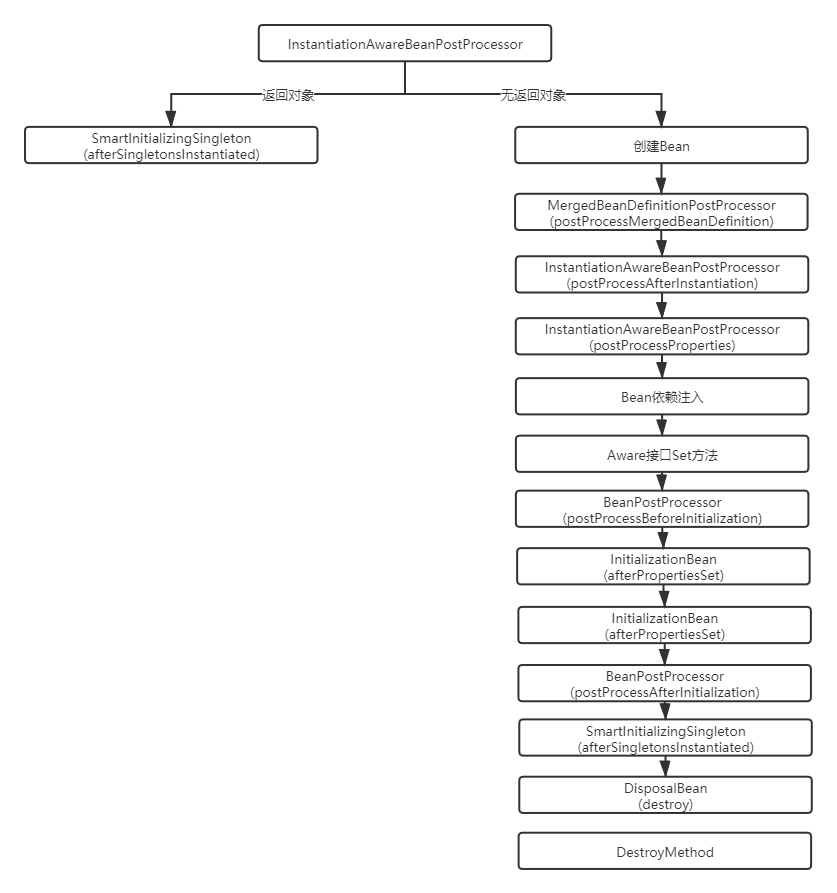 InstantiationAwareBeanPostProcessor
返回对象
无返回对象
SmartInitializingSingleton
(afterSingletonsInstantiated)
创建Bean
MergedBeanDefinitionPostProcessor
(postProcessMergedBeanDefinition)
InstantiationAwareBeanPostProcessor
(postProcessAfterInstantiation)
InstantiationAwareBeanPostProcessor
(postProcessProperties)
Bean依赖注入
Aware接口Set方法
BeanPostProcessor
(postProcessBeforeInitialization)
InitializationBean
(afterPropertiesSet)
InitializationBean
(afterPropertiesSet)
BeanPostProcessor
(postProcessAfterInitialization)
SmartInitializingSingleton
(afterSingletonsInstantiated)
DisposalBean
(destroy)
DestroyMethod